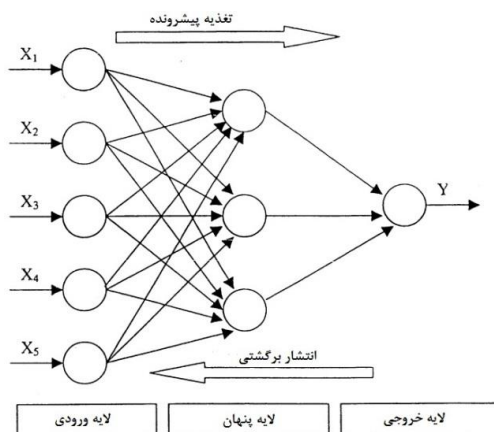 تغذیه پیشرونده
X1
X2
X3
X4
X5
Y
انتشار برگشتی
لایه ورودی
لایه پنهان
لایه خروجی